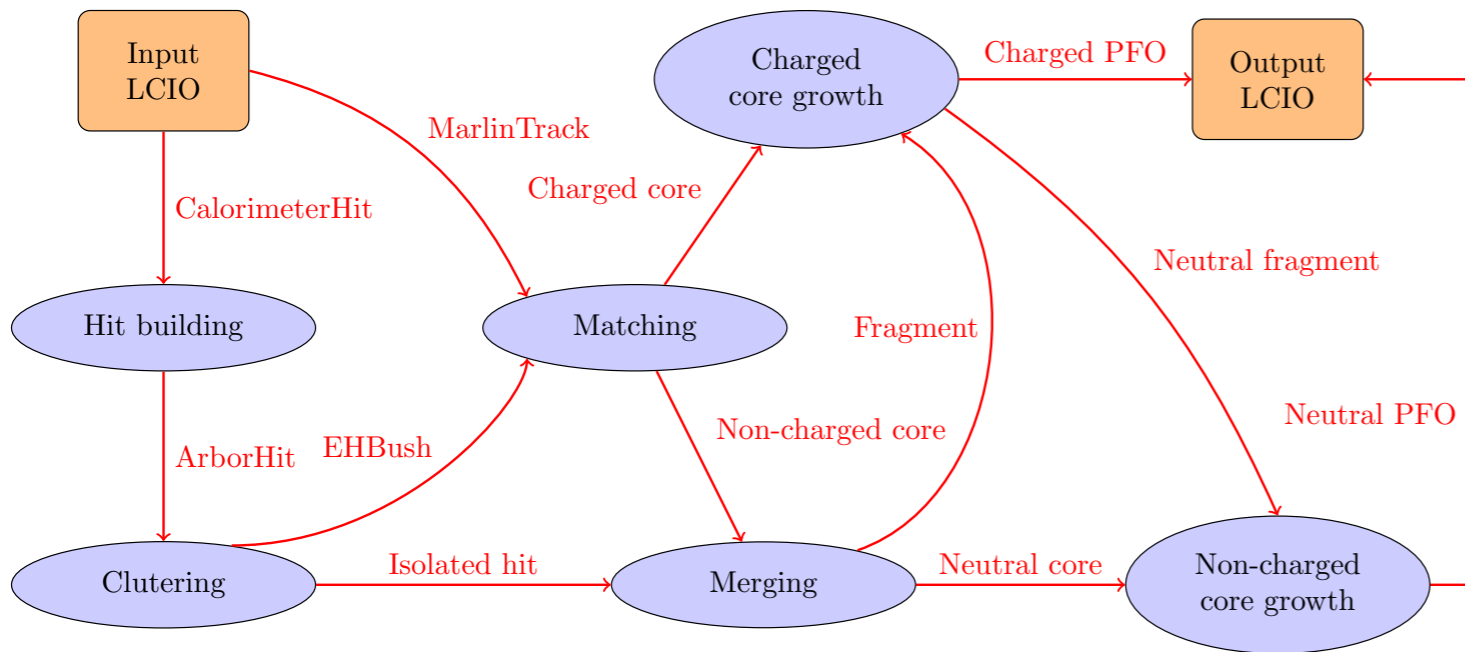 Input
LCIO
Charged
core growth
Charged PFO
Output
LCIO
MarlinTrack
Charged core
CalorimeterHit
Neutral fragment
Hit building
Matching
Fragment
Neutral PFO
Non-charged core
EHBush
ArborHit
Clutering
Isolated hit
Merging
Neutral core
Non-charged
core growth